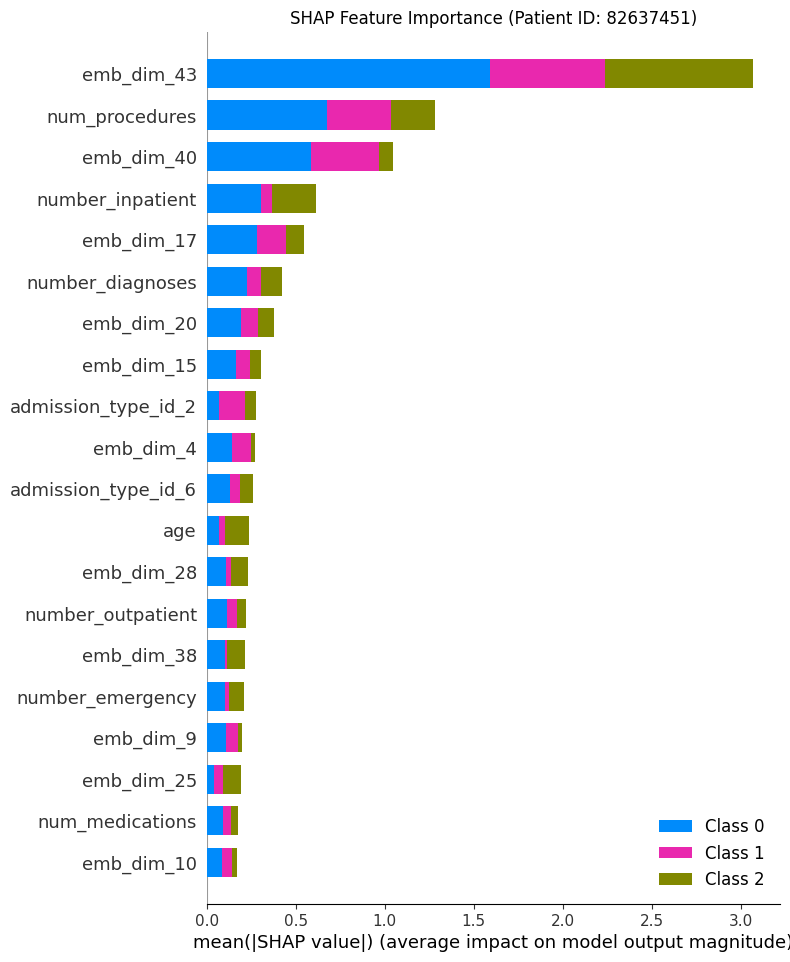 SHAP Feature Importance (Patient ID: 82637451)
emb_dim_43
num_procedures
emb_dim_40
number_inpatient
emb_dim_17
number_diagnoses
emb_dim_20
emb_dim_15
admission_type_id_2
emb_dim_4
admission_type_id_6
age
emb_dim_28
number_outpatient
emb_dim_38
number_emergency
emb_dim_9
emb_dim_25
num_medications
emb_dim_10
Class 0
Class 1
Class 2
0.0 0.5 1.0 1.5 2.0 2.5 3.0
mean(|SHAP value|) (average impact on model output magnitude)